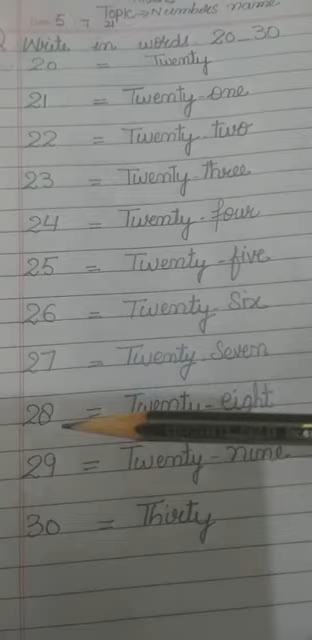 5 Topic → Numbers name
Write in words 20-30
20 = Twenty
21 = Twenty-one
22 = Twenty-two
23 = Twenty-three
24 = Twenty-four
25 = Twenty-five
26 = Twenty-Six
27 = Twenty-Seven
28 = Twenty-eight
29 = Twenty-nine
30 = Thirty